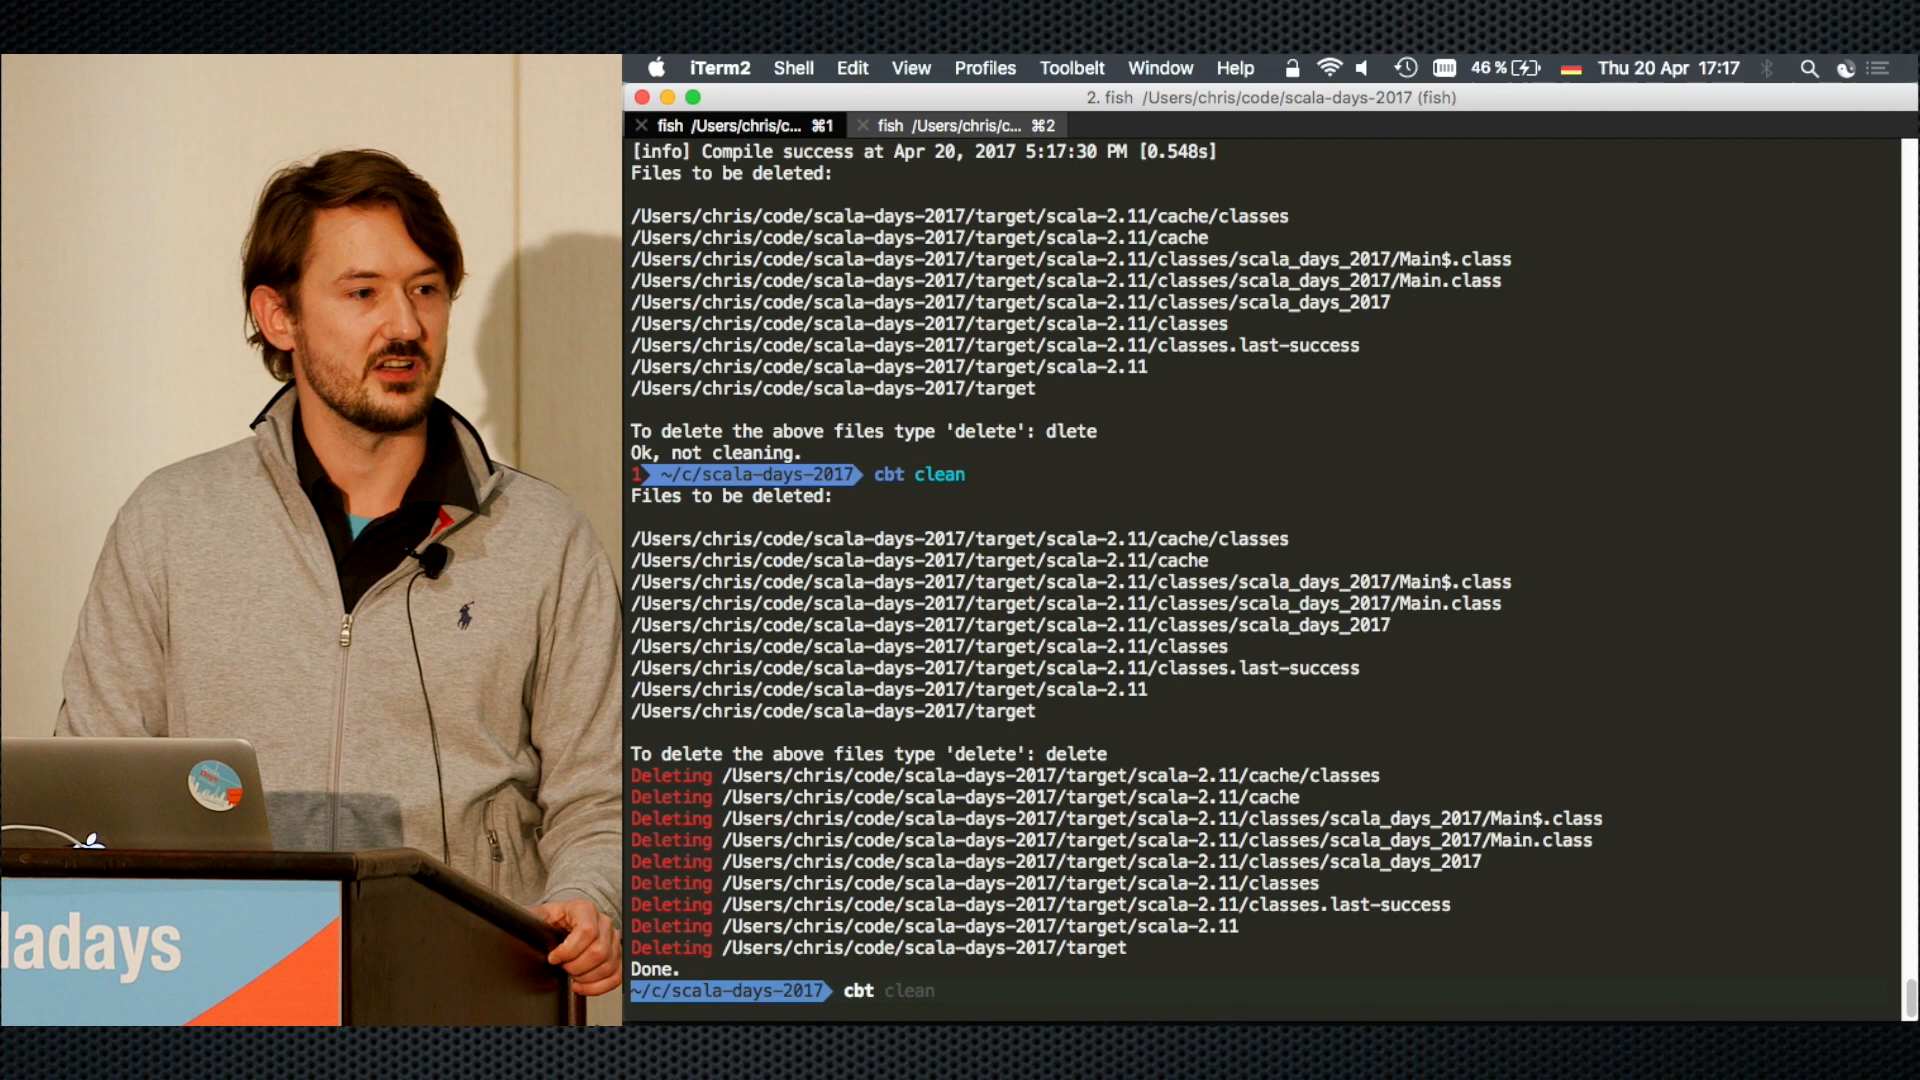 iTerm2 Shell Edit View Profiles Toolbelt Window Help 46 % Thu 20 Apr 17:17
2. fish /Users/chris/code/scala-days-2017 (fish)
fish /Users/chris/c... ⌘1 fish /Users/chris/c... ⌘2
[info] Compile success at Apr 20, 2017 5:17:30 PM [0.548s]
Files to be deleted:
/Users/chris/code/scala-days-2017/target/scala-2.11/cache/classes
/Users/chris/code/scala-days-2017/target/scala-2.11/cache
/Users/chris/code/scala-days-2017/target/scala-2.11/classes/scala_days_2017/Main$.class
/Users/chris/code/scala-days-2017/target/scala-2.11/classes/scala_days_2017/Main.class
/Users/chris/code/scala-days-2017/target/scala-2.11/classes/scala_days_2017
/Users/chris/code/scala-days-2017/target/scala-2.11/classes
/Users/chris/code/scala-days-2017/target/scala-2.11/classes.last-success
/Users/chris/code/scala-days-2017/target/scala-2.11
/Users/chris/code/scala-days-2017/target
To delete the above files type 'delete': dlete
Ok, not cleaning.
1 ~/c/scala-days-2017 cbt clean
Files to be deleted:
/Users/chris/code/scala-days-2017/target/scala-2.11/cache/classes
/Users/chris/code/scala-days-2017/target/scala-2.11/cache
/Users/chris/code/scala-days-2017/target/scala-2.11/classes/scala_days_2017/Main$.class
/Users/chris/code/scala-days-2017/target/scala-2.11/classes/scala_days_2017/Main.class
/Users/chris/code/scala-days-2017/target/scala-2.11/classes/scala_days_2017
/Users/chris/code/scala-days-2017/target/scala-2.11/classes
/Users/chris/code/scala-days-2017/target/scala-2.11/classes.last-success
/Users/chris/code/scala-days-2017/target/scala-2.11
/Users/chris/code/scala-days-2017/target
To delete the above files type 'delete': delete
Deleting /Users/chris/code/scala-days-2017/target/scala-2.11/cache/classes
Deleting /Users/chris/code/scala-days-2017/target/scala-2.11/cache
Deleting /Users/chris/code/scala-days-2017/target/scala-2.11/classes/scala_days_2017/Main$.class
Deleting /Users/chris/code/scala-days-2017/target/scala-2.11/classes/scala_days_2017/Main.class
Deleting /Users/chris/code/scala-days-2017/target/scala-2.11/classes/scala_days_2017
Deleting /Users/chris/code/scala-days-2017/target/scala-2.11/classes
Deleting /Users/chris/code/scala-days-2017/target/scala-2.11/classes.last-success
Deleting /Users/chris/code/scala-days-2017/target/scala-2.11
Deleting /Users/chris/code/scala-days-2017/target
Done.
~/c/scala-days-2017 cbt clean
ladays